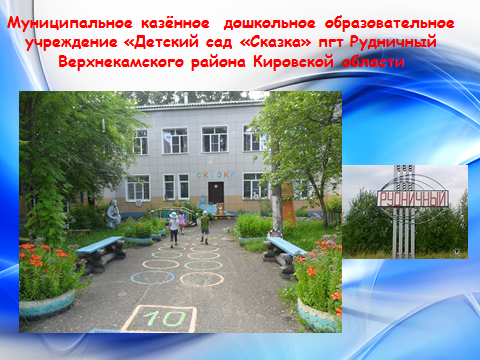 Муниципальное казённое дошкольное образовательное
учреждение «Детский сад «Сказка» пгт Рудничный
Верхнекамского района Кировской области
СКАЗКА
РУДНИЧНЫЙ
10